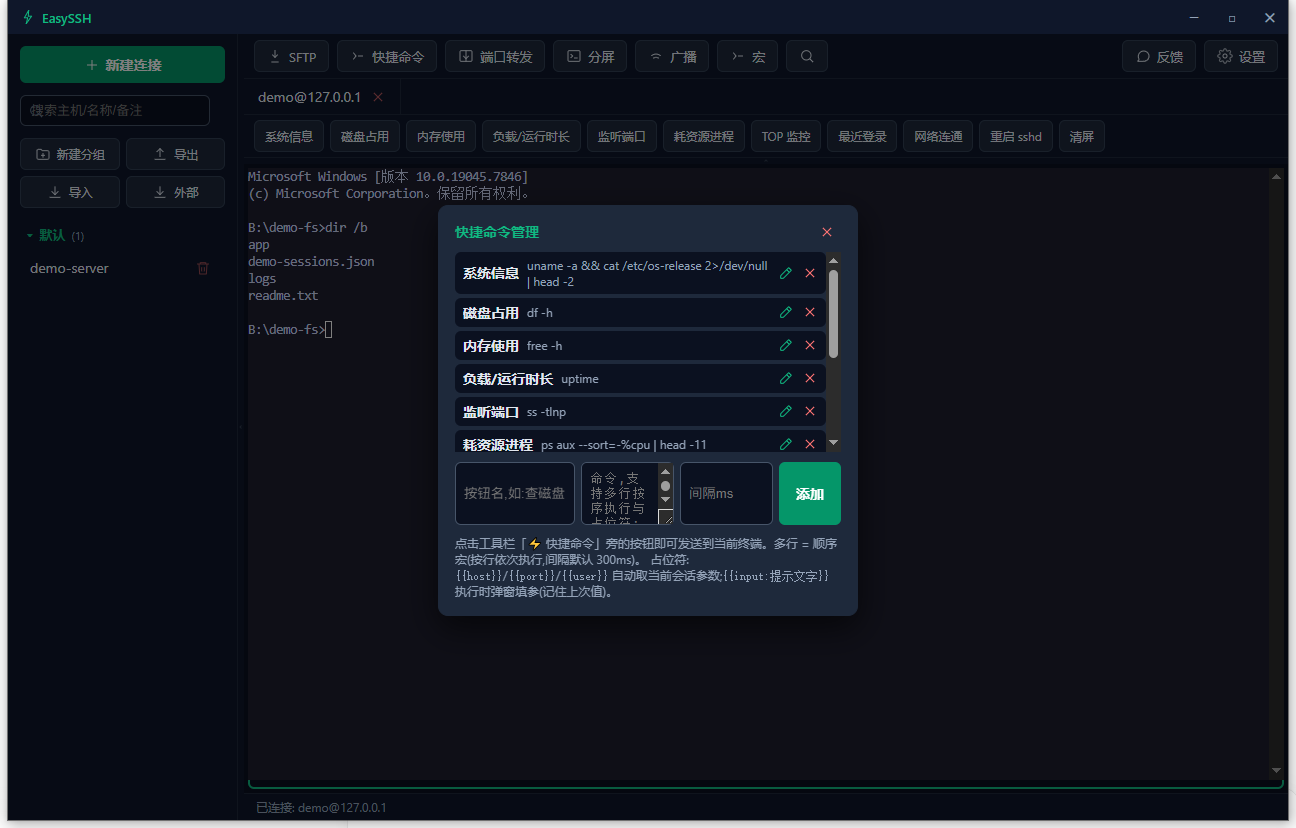 EasySSH
新建连接
搜索主机/名称/备注
新建分组
导出
导入
外部
默认 (1)
demo-server
SFTP
快捷命令
端口转发
分屏
广播
宏
反馈
设置
demo@127.0.0.1
系统信息
磁盘占用
内存使用
负载/运行时长
监听端口
耗资源进程
TOP 监控
最近登录
网络连通
重启 sshd
清屏
Microsoft Windows [版本 10.0.19045.7846]
(c) Microsoft Corporation。保留所有权利。
B:\demo-fs>dir /b
app
demo-sessions.json
logs
readme.txt
B:\demo-fs>
快捷命令管理
系统信息 uname -a && cat /etc/os-release 2>/dev/null
| head -2
磁盘占用 df -h
内存使用 free -h
负载/运行时长 uptime
监听端口 ss -tlnp
耗资源进程 ps aux --sort=-%cpu | head -11
按钮名,如:查磁盘
命令,支
持多行按
序执行与
占位符:
间隔ms
添加
点击工具栏「⚡ 快捷命令」旁的按钮即可发送到当前终端。多行 = 顺序
宏(按行依次执行,间隔默认 300ms)。 占位符:
{{host}}/{{port}}/{{user}} 自动取当前会话参数;{{input:提示文字}}
执行时弹窗填参(记住上次值)。
已连接: demo@127.0.0.1